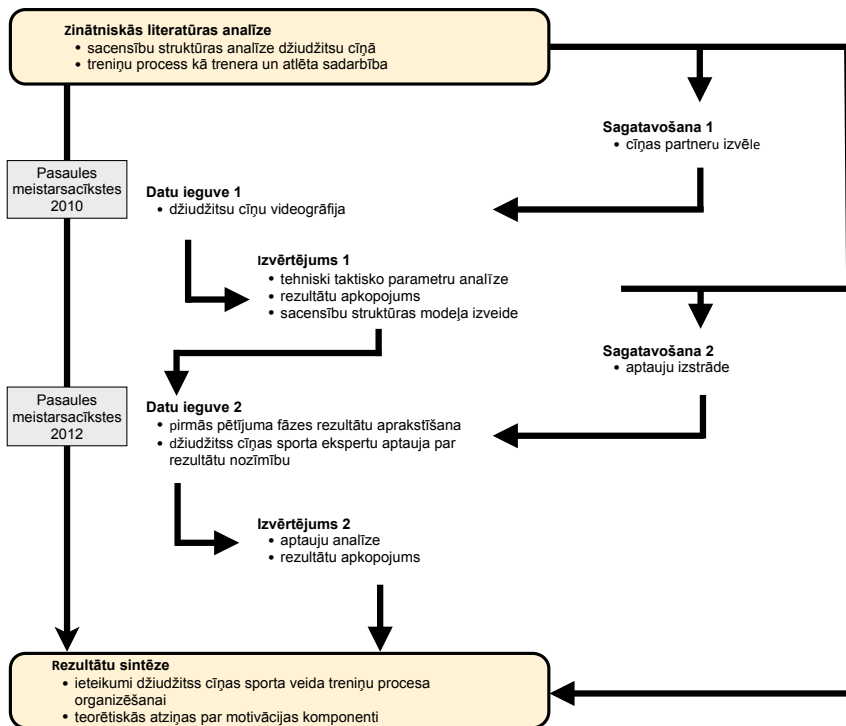 Zinātniskās literatūras analīze
• sacensību struktūras analīze džiudžitsu cīņā
• treniņu process kā trenera un atlēta sadarbība
Sagatavošana 1
• cīņas partneru izvēle
Pasaules
meistarsacīkstes
2010
Datu ieguve 1
• džiudžitsu cīņu videogrāfija
Izvērtējums 1
• tehniski taktisko parametru analīze
• rezultātu apkopojums
• sacensību struktūras modeļa izveide
Sagatavošana 2
• aptauju izstrāde
Pasaules
meistarsacīkstes
2012
Datu ieguve 2
• pirmās pētījuma fāzes rezultātu aprakstīšana
• džiudžitss cīņas sporta ekspertu aptauja par
rezultātu nozīmību
Izvērtējums 2
• aptauju analīze
• rezultātu apkopojums
Rezultātu sintēze
• ieteikumi džiudžitss cīņas sporta veida treniņu procesa
organizēšanai
• teorētiskās atziņas par motivācijas komponenti